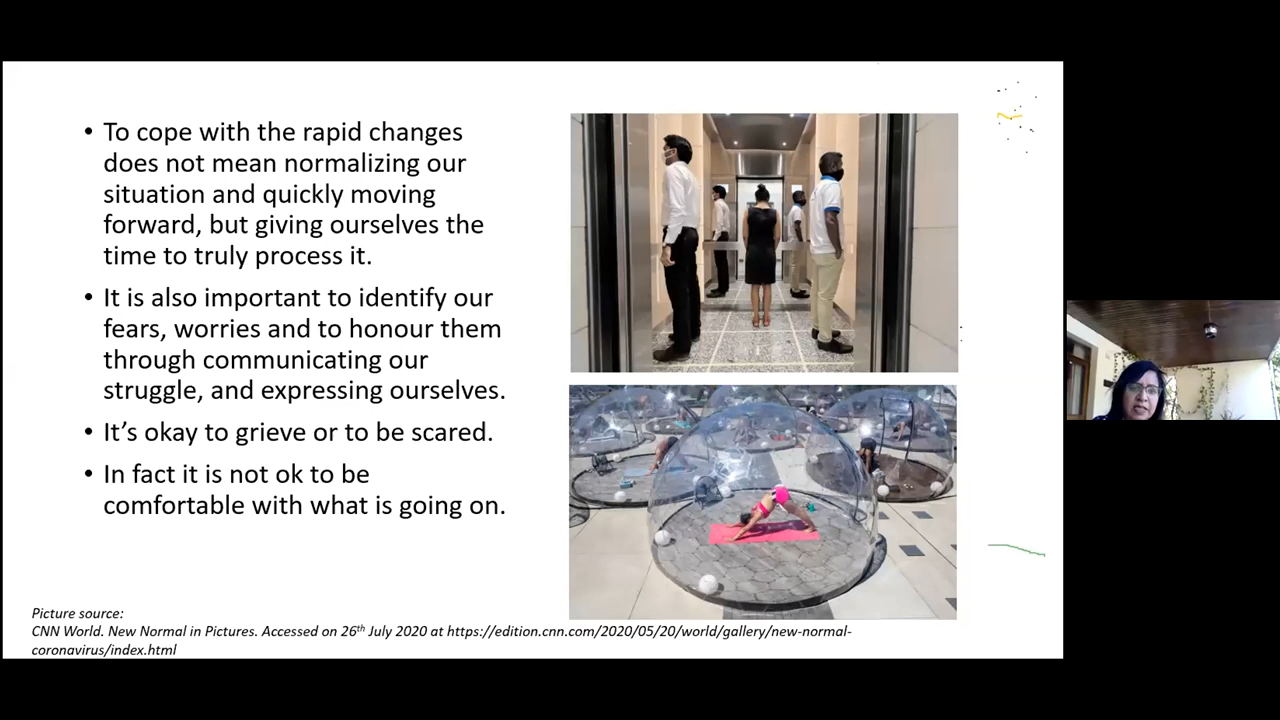 • To cope with the rapid changes
does not mean normalizing our
situation and quickly moving
forward, but giving ourselves the
time to truly process it.
• It is also important to identify our
fears, worries and to honour them
through communicating our
struggle, and expressing ourselves.
• It’s okay to grieve or to be scared.
• In fact it is not ok to be
comfortable with what is going on.
Picture source:
CNN World. New Normal in Pictures. Accessed on 26th July 2020 at https://edition.cnn.com/2020/05/20/world/gallery/new-normal-
coronavirus/index.html